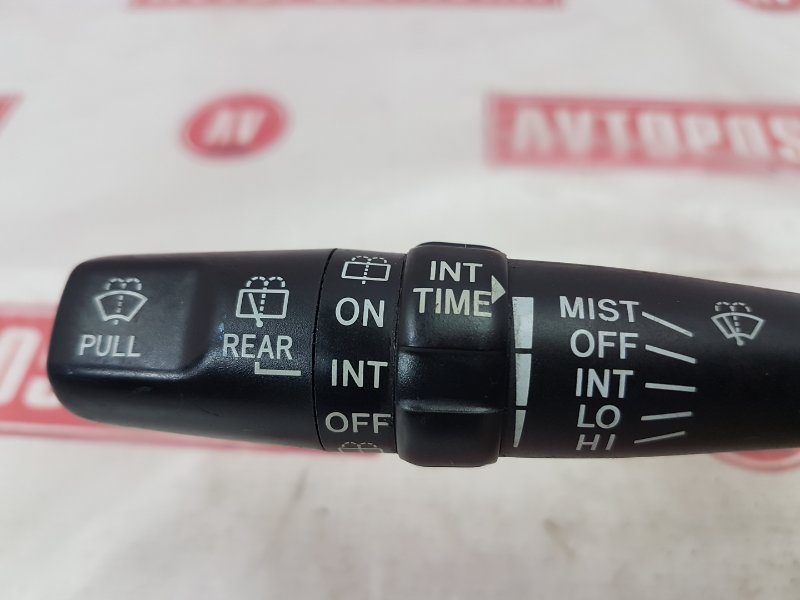 AV
AVTOPOS
PULL
REAR
ON
INT
OFF
INT
TIME
MIST
OFF
INT
LO
HI